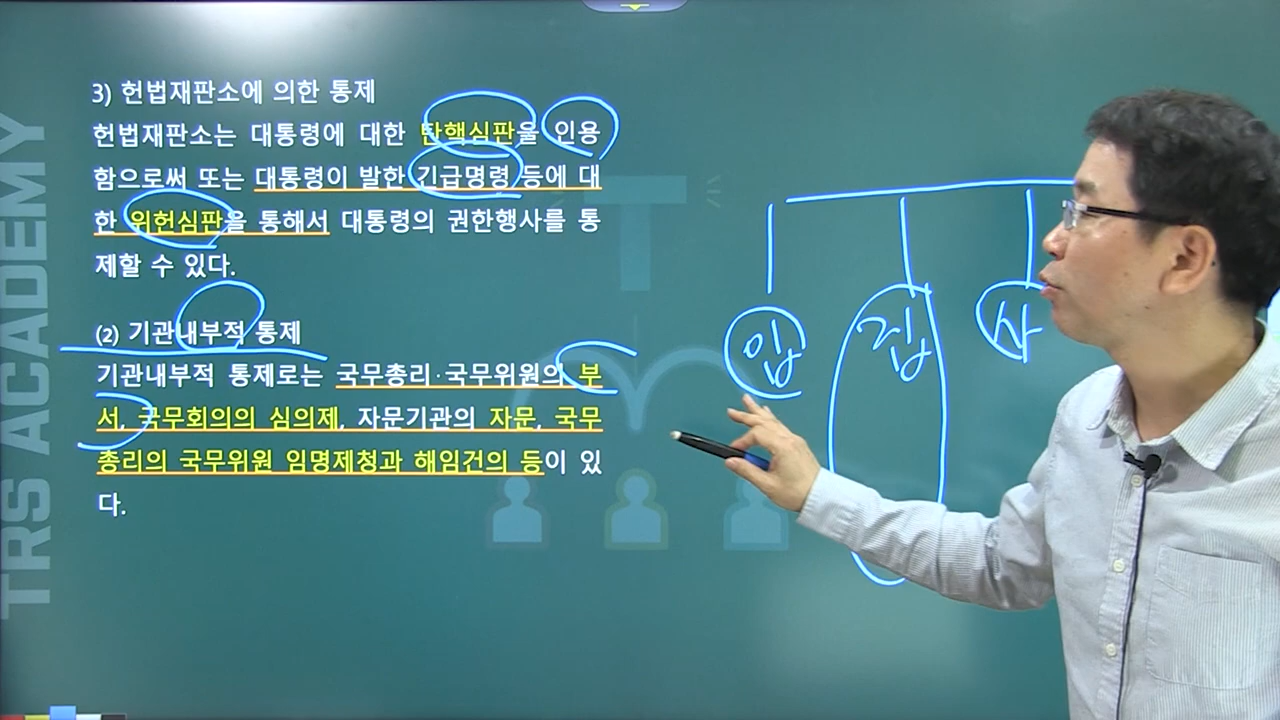 3) 헌법재판소에 의한 통제
헌법재판소는 대통령에 대한 탄핵심판을 인용
함으로써 또는 대통령이 발한 긴급명령 등에 대
한 위헌심판을 통해서 대통령의 권한행사를 통
제할 수 있다.
(2) 기관내부적 통제
기관내부적 통제로는 국무총리·국무위원의 부
서, 국무회의의 심의제, 자문기관의 자문, 국무
총리의 국무위원 임명제청과 해임건의 등이 있
다.
입 집 사
TRS ACADEMY